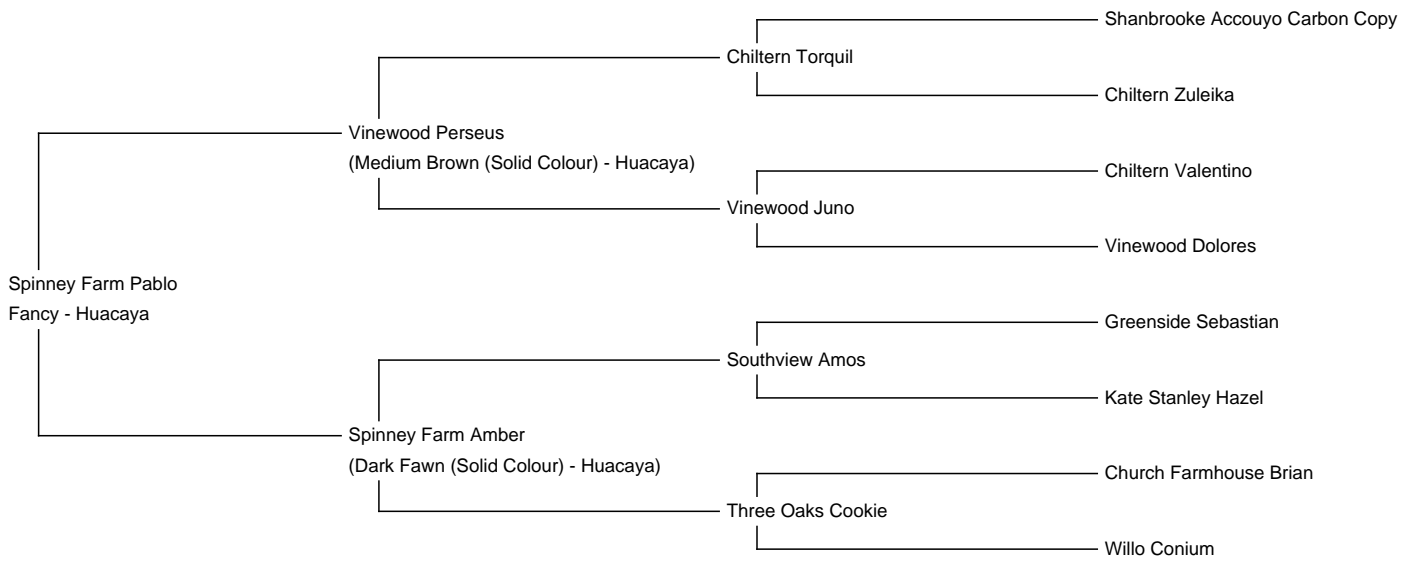 Shanbrooke Accouyo Carbon Copy
Chiltern Torquil
Chiltern Zuleika
Vinewood Perseus
(Medium Brown (Solid Colour) - Huacaya)
Chiltern Valentino
Vinewood Juno
Vinewood Dolores
Spinney Farm Pablo
Fancy - Huacaya
Greenside Sebastian
Southview Amos
Kate Stanley Hazel
Spinney Farm Amber
(Dark Fawn (Solid Colour) - Huacaya)
Church Farmhouse Brian
Three Oaks Cookie
Willo Conium